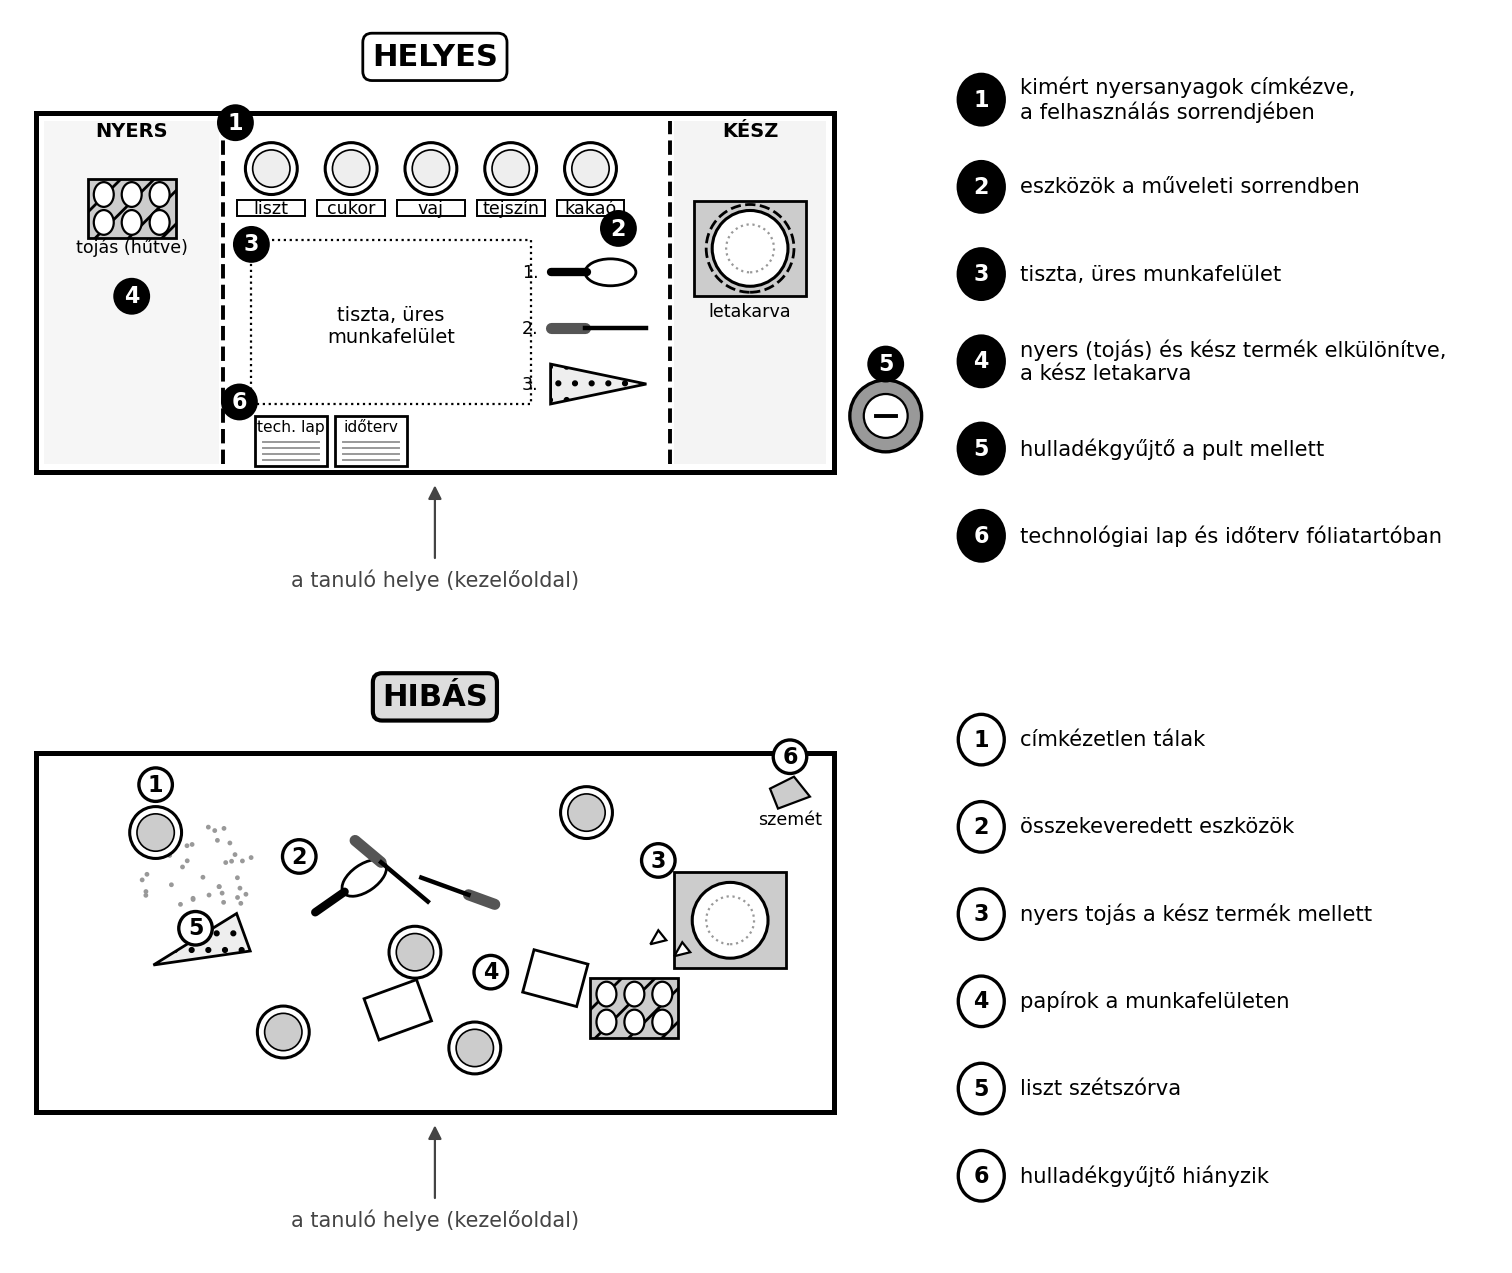 HELYES
NYERS
1
KÉSZ
liszt
cukor
vaj
tejszín
kakaó
tojás (hűtve)
2
3
1.
4
tiszta, üres
munkafelület
2.
letakarva
3.
5
6
tech. lap
időterv
a tanuló helye (kezelőoldal)
1 kimért nyersanyagok címkézve,
a felhasználás sorrendjében
2 eszközök a műveleti sorrendben
3 tiszta, üres munkafelület
4 nyers (tojás) és kész termék elkülönítve,
a kész letakarva
5 hulladékgyűjtő a pult mellett
6 technológiai lap és időterv fóliatartóban
HIBÁS
6
1
szemét
2
3
5
4
a tanuló helye (kezelőoldal)
1 címkézetlen tálak
2 összekeveredett eszközök
3 nyers tojás a kész termék mellett
4 papírok a munkafelületen
5 liszt szétszórva
6 hulladékgyűjtő hiányzik